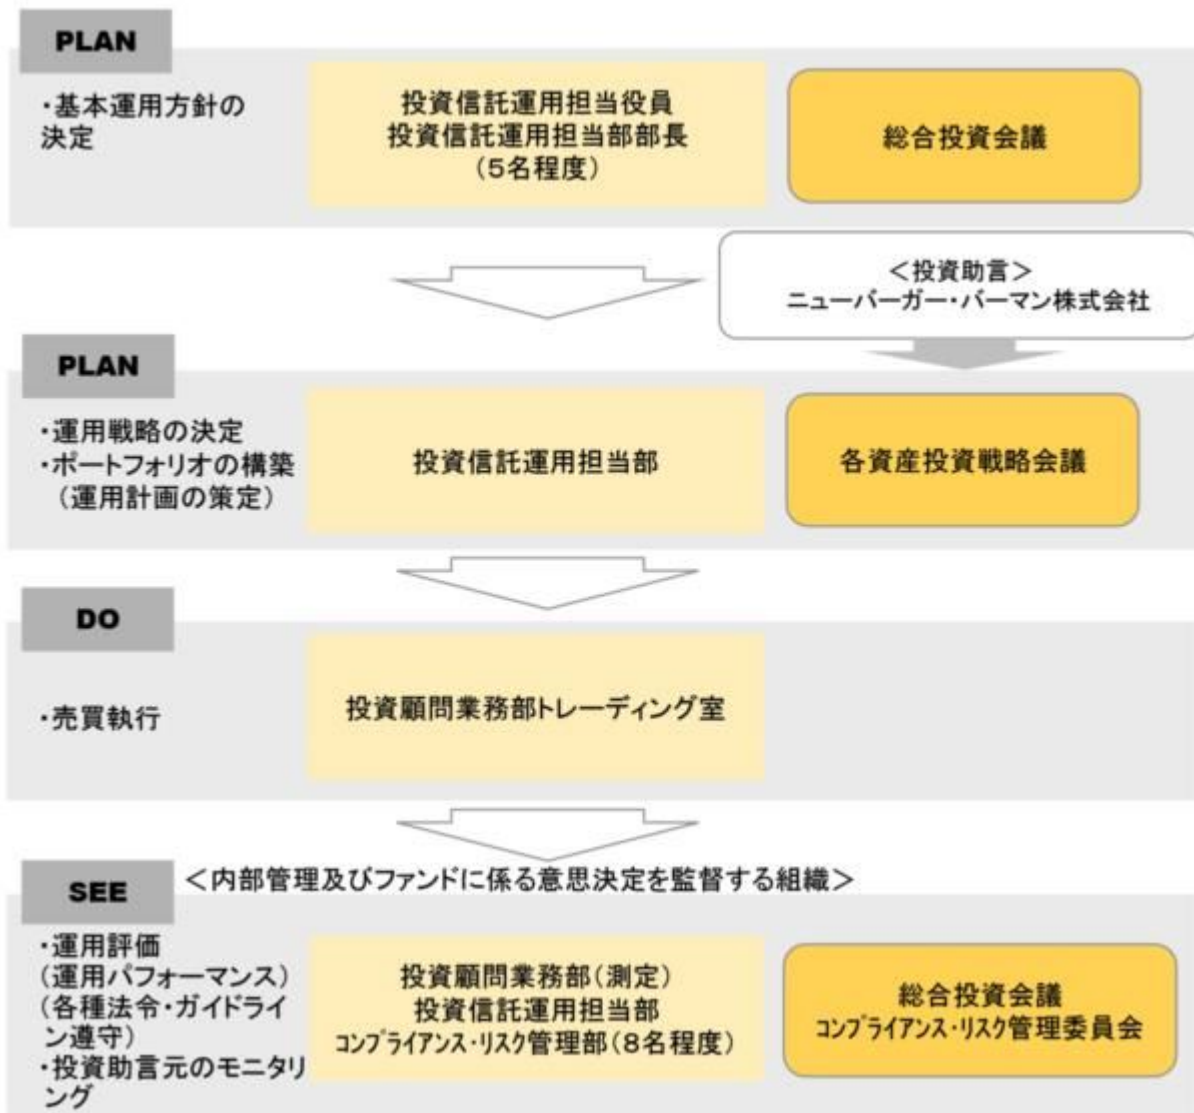 PLAN
・基本運用方針の
決定
投資信託運用担当役員
投資信託運用担当部部長
(5名程度)
総合投資会議
＜投資助言＞
ニューバーガー・バーマン株式会社
PLAN
・運用戦略の決定
・ポートフォリオの構築
(運用計画の策定)
投資信託運用担当部
各資産投資戦略会議
DO
・売買執行
投資顧問業務部トレーディング室
SEE
＜内部管理及びファンドに係る意思決定を監督する組織＞
・運用評価
(運用パフォーマンス)
(各種法令・ガイドライ
ン遵守)
・投資助言元のモニタリ
ング
投資顧問業務部(測定)
投資信託運用担当部
ｺﾝﾌﾟﾗｲｱﾝｽ・ﾘｽｸ管理部(8名程度)
総合投資会議
ｺﾝﾌﾟﾗｲｱﾝｽ・ﾘｽｸ管理委員会